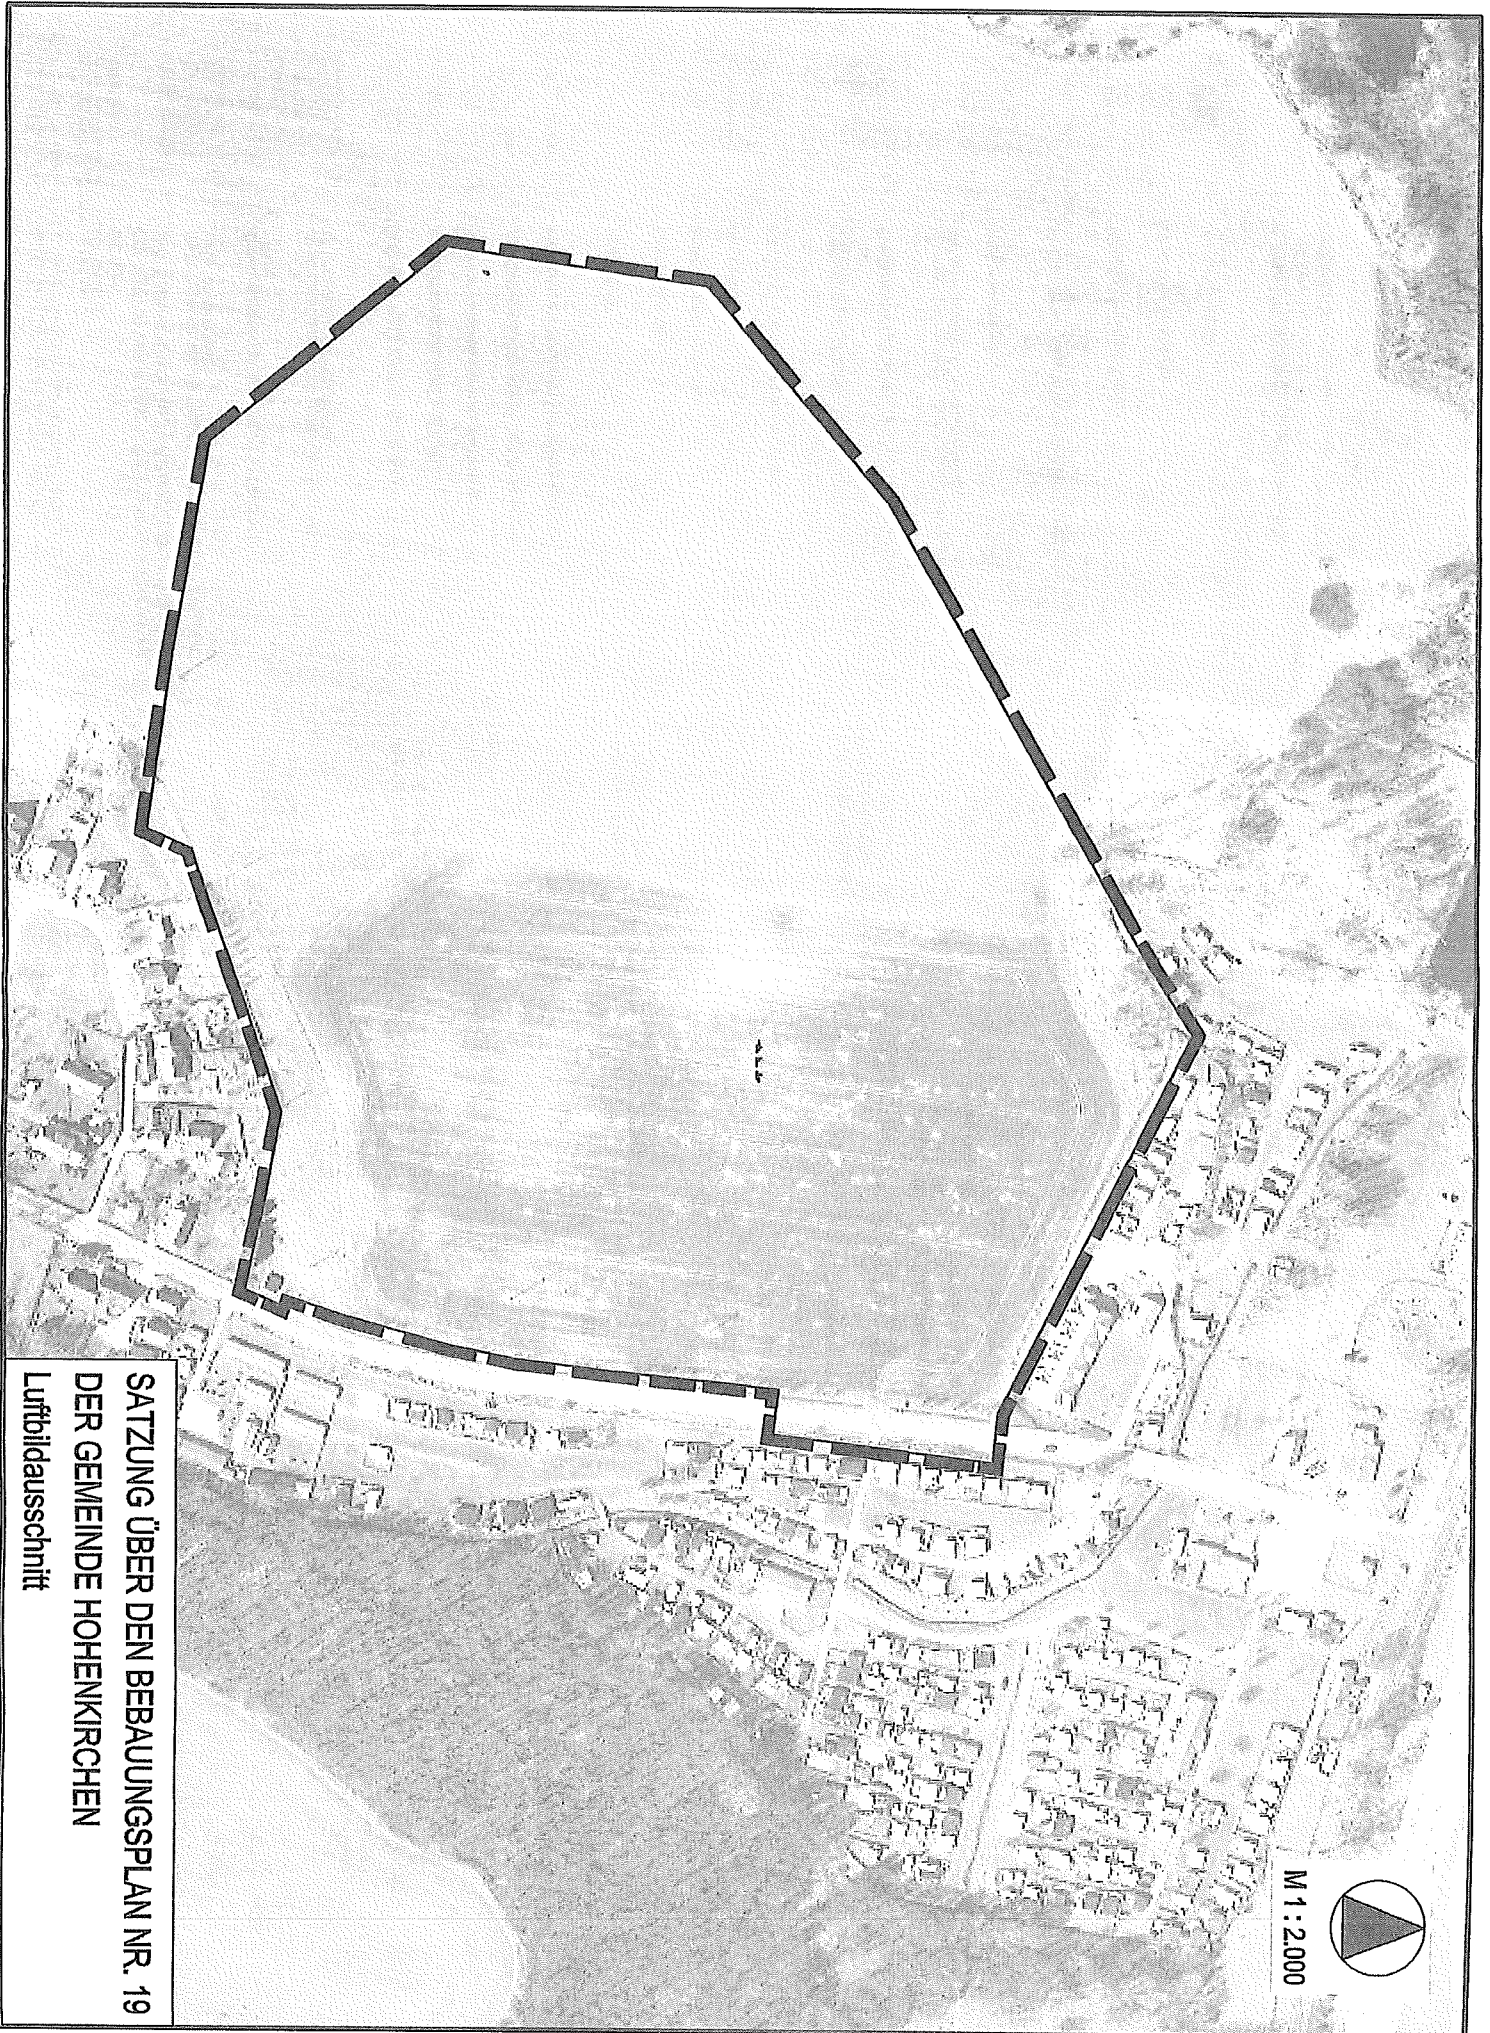 M 1 : 2.000
SATZUNG ÜBER DEN BEBAUUNGSPLAN NR. 19
DER GEMEINDE HOHENKIRCHEN
Luftbildausschnitt